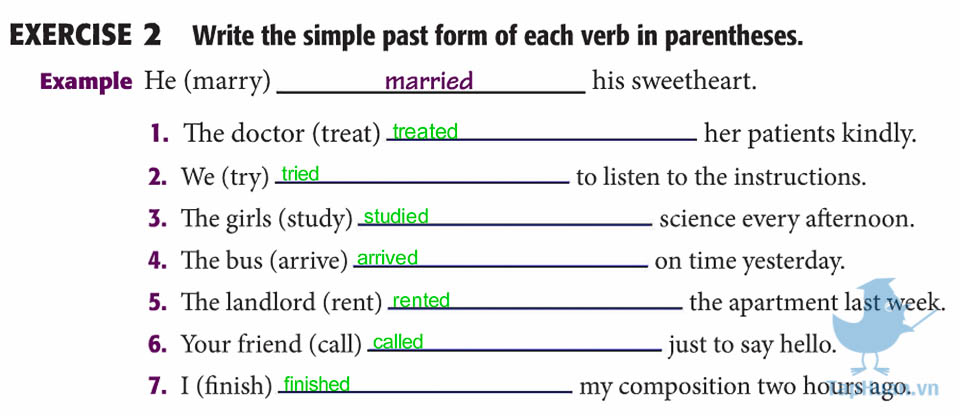 EXERCISE 2 Write the simple past form of each verb in parentheses.
Example He (marry) married his sweetheart.
1. The doctor (treat) treated her patients kindly.
2. We (try) tried to listen to the instructions.
3. The girls (study) studied science every afternoon.
4. The bus (arrive) arrived on time yesterday.
5. The landlord (rent) rented the apartment last week.
6. Your friend (call) called just to say hello.
7. I (finish) finished my composition two hours ago.